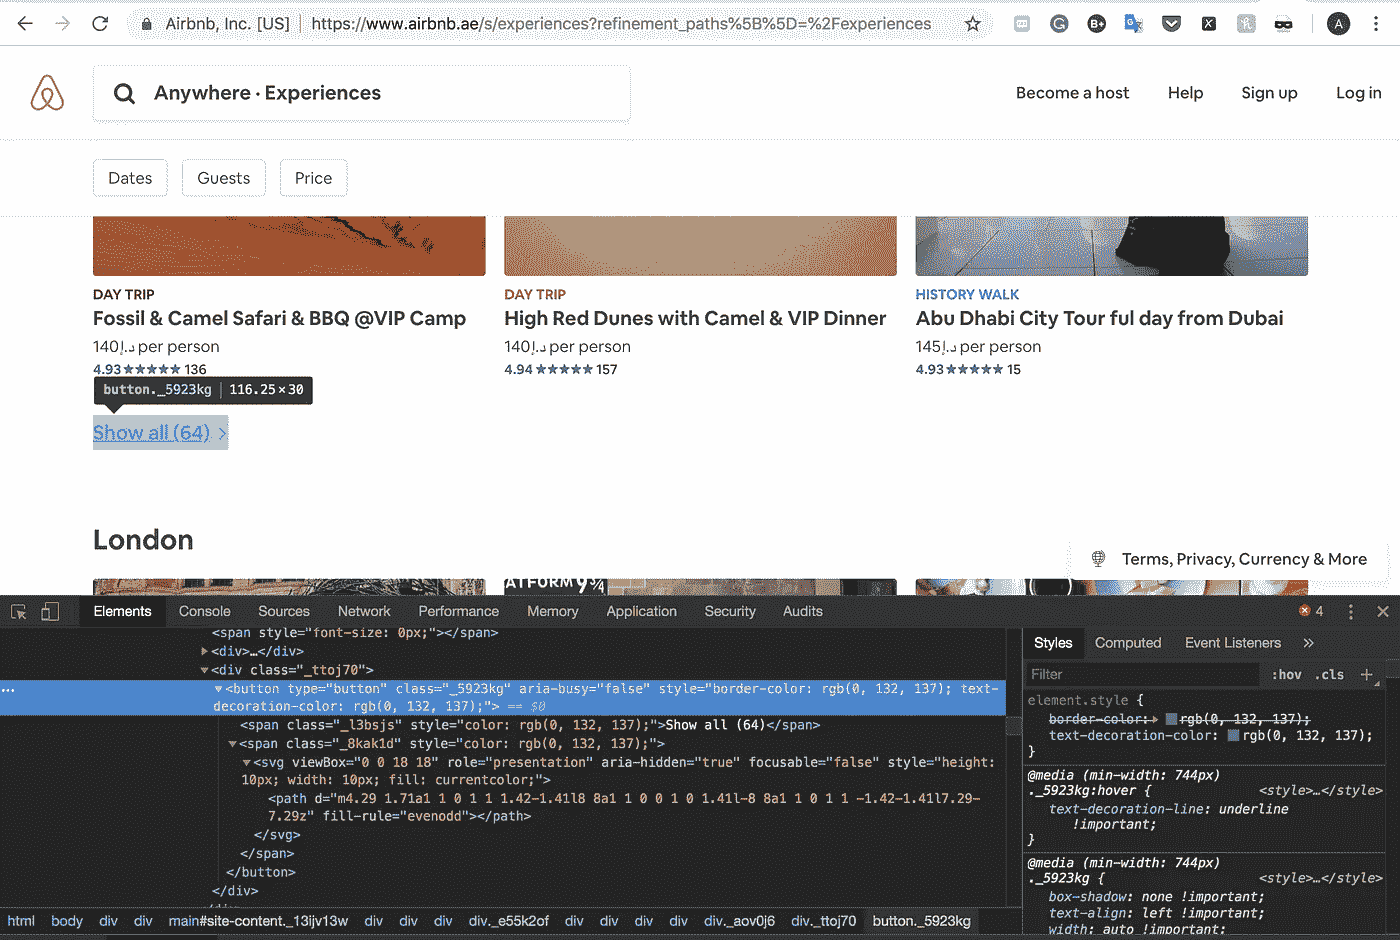 Airbnb, Inc. [US] | https://www.airbnb.ae/s/experiences?refinement_paths%5B%5D=%2Fexperiences
A
Anywhere · Experiences
Become a host Help Sign up Log in
Dates Guests Price
DAY TRIP
Fossil & Camel Safari & BBQ @VIP Camp
140د.إ per person
4.93 ★★★★★ 136
DAY TRIP
High Red Dunes with Camel & VIP Dinner
140د.إ per person
4.94 ★★★★★ 157
HISTORY WALK
Abu Dhabi City Tour ful day from Dubai
145د.إ per person
4.93 ★★★★★ 15
button._5923kg | 116.25 × 30
Show all (64) >
London
ATFORM 9¾
Terms, Privacy, Currency & More
Elements Console Sources Network Performance Memory Application Security Audits 4
<span style="font-size: 0px;"></span>
<div>…</div>
<div class="_ttoj70">
<button type="button" class="_5923kg" aria-busy="false" style="border-color: rgb(0, 132, 137); text-
decoration-color: rgb(0, 132, 137);"> == $0
<span class="_l3bsjs" style="color: rgb(0, 132, 137);">Show all (64)</span>
<span class="_8kak1d" style="color: rgb(0, 132, 137);">
<svg viewBox="0 0 18 18" role="presentation" aria-hidden="true" focusable="false" style="height:
10px; width: 10px; fill: currentcolor;">
<path d="m4.29 1.71a1 1 0 1 1 1.42-1.41l8 8a1 1 0 0 1 0 1.41l-8 8a1 1 0 1 1 -1.42-1.41l7.29-
7.29z" fill-rule="evenodd"></path>
</svg>
</span>
</button>
</div>
html body div div main#site-content._13ijv13w div div div div._e55k2of div div div div div._aov0j6 div._ttoj70 button._5923kg
Styles Computed Event Listeners »
Filter :hov .cls +
element.style {
border-color: rgb(0, 132, 137);
text-decoration-color: rgb(0, 132, 137);
}
@media (min-width: 744px)
._5923kg:hover { <style>…</style>
text-decoration-line: underline
!important;
}
@media (min-width: 744px)
._5923kg { <style>…</style>
box-shadow: none !important;
text-align: left !important;
width: auto !important;